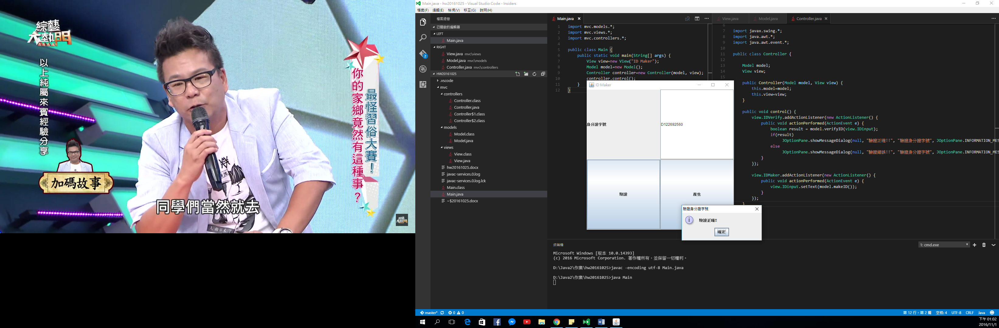 綜藝
大熱門
以上純屬來賓經驗分享
加碼故事
最怪習俗大賽！
你的家鄉竟然有這種事？
同學們當然就去
綜藝
大熱門
Main.java - hw20161025 - Visual Studio Code - Insiders
檔案(F) 編輯(E) 檢視(V) 移至(G) 說明(H)
2
檔案總管
已開啟的編輯器
LEFT
Main.java
RIGHT
View.java mvc\views
Model.java mvc\models
Controller.java mvc\controllers
HW20161025
.vscode
mvc
controllers
Controller.class
Controller.java
Controller$1.class
Controller$2.class
models
Model.class
Model.java
views
View.class
View.java
hw20161025.docx
javac-services.0.log
javac-services.0.log.lck
Main.class
Main.java
~$20161025.docx
Main.java
1 import mvc.models.*;
2 import mvc.views.*;
3 import mvc.controllers.*;
4
5 public class Main {
6 public static void main(String[] args) {
7 View view=new View("ID Maker");
8 Model model=new Model();
9 Controller controller=new Controller(model, view);
10 controller.control();
11 }
12 }
View.java Model.java Controller.java
6
7 import javax.swing.*;
8 import java.awt.*;
9 import java.awt.event.*;
10
11 public class Controller {
12
13 Model model;
14 View view;
15
public Controller(Model model, View view) {
this.model=model;
this.view=view;
}
public void control() {
view.IDVerify.addActionListener(new ActionListener() {
public void actionPerformed(ActionEvent e) {
boolean result = model.verifyID(view.IDinput);
if(result)
JOptionPane.showMessageDialog(null, "驗證正確!!", "驗證身分證字號", JOptionPane.INFORMATION_MES
else
JOptionPane.showMessageDialog(null, "驗證錯誤!!", "驗證身分證字號", JOptionPane.INFORMATION_MES
}
});
view.IDMaker.addActionListener(new ActionListener() {
public void actionPerformed(ActionEvent e) {
view.IDinput.setText(model.makeID());
}
});
}
ID Maker
身分證字號
D122692560
驗證
產生
驗證身分證字號
驗證正確!!
確定
終端機
1: cmd.exe
Microsoft Windows [版本 10.0.14393]
(c) 2016 Microsoft Corporation. 著作權所有，並保留一切權利。
D:\Java2\作業\hw20161025>javac -encoding utf-8 Main.java
D:\Java2\作業\hw20161025>java Main
master* 0 0
第 12 行，第 2 欄 空格: 4 UTF-8 CRLF Java
下午 01:02
2016/11/1